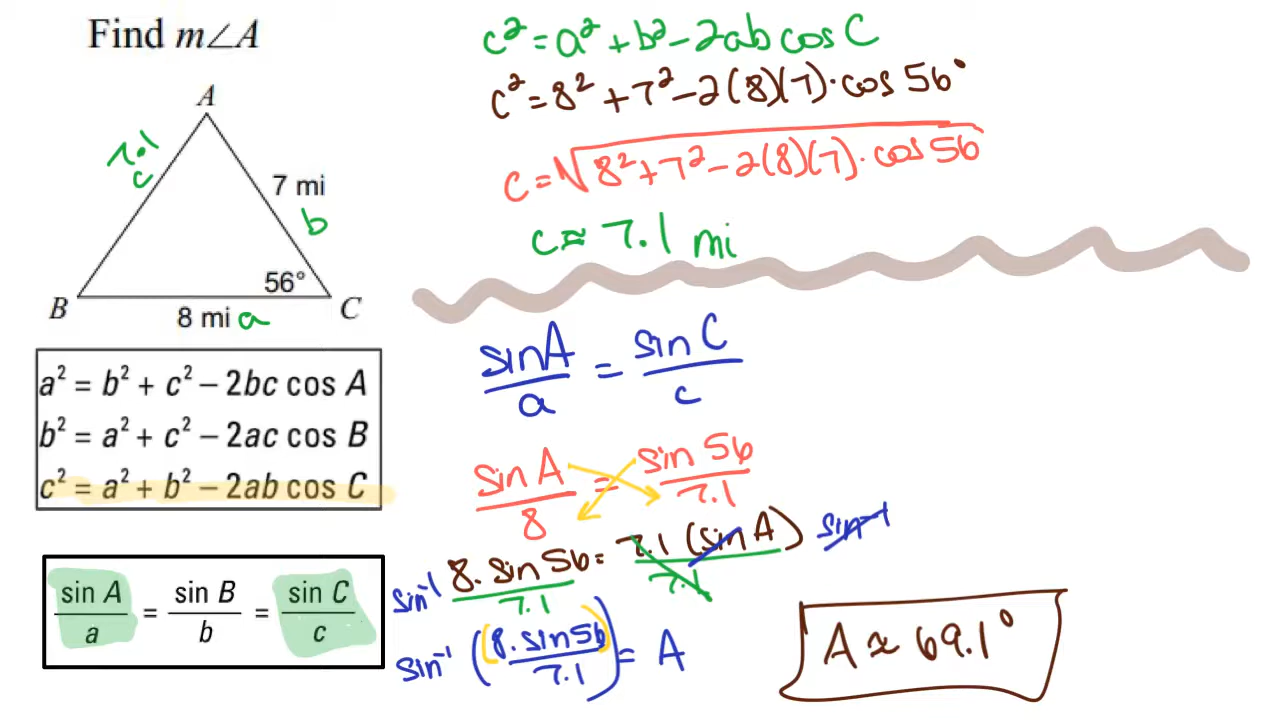 Find m∠A
A
7.1
c
7 mi
b
56°
B
C
8 mi a
a² = b² + c² − 2bc cos A
b² = a² + c² − 2ac cos B
c² = a² + b² − 2ab cos C
sin A / a = sin B / b = sin C / c
c² = a² + b² − 2ab cos C
c² = 8² + 7² − 2(8)(7)·cos 56°
c = √(8² + 7² − 2(8)(7)·cos 56)
c ≈ 7.1 mi
sin A / a = sin C / c
sin A / 8 = sin 56 / 7.1
sin⁻¹ 8·sin 56 / 7.1 = 7.1 (sin A) / 7.1 sin⁻¹
sin⁻¹ ((8·sin 56) / 7.1) = A
A ≈ 69.1°